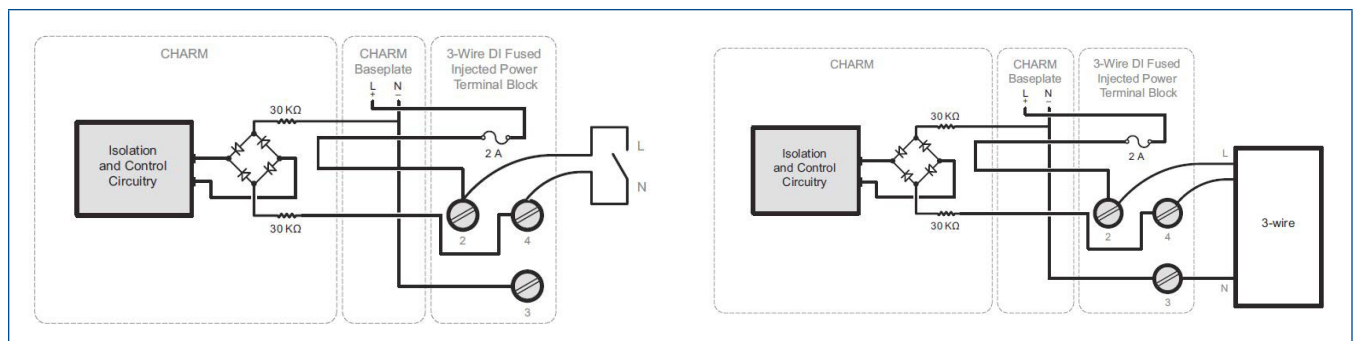 CHARM
CHARM
Baseplate
L N
+ –
3-Wire DI Fused
Injected Power
Terminal Block
30 KΩ
Isolation
and Control
Circuitry
2 A
L
N
30 KΩ
2
4
3
CHARM
CHARM
Baseplate
L N
+ –
3-Wire DI Fused
Injected Power
Terminal Block
30 KΩ
Isolation
and Control
Circuitry
2 A
L
30 KΩ
2
4
3-wire
N
3